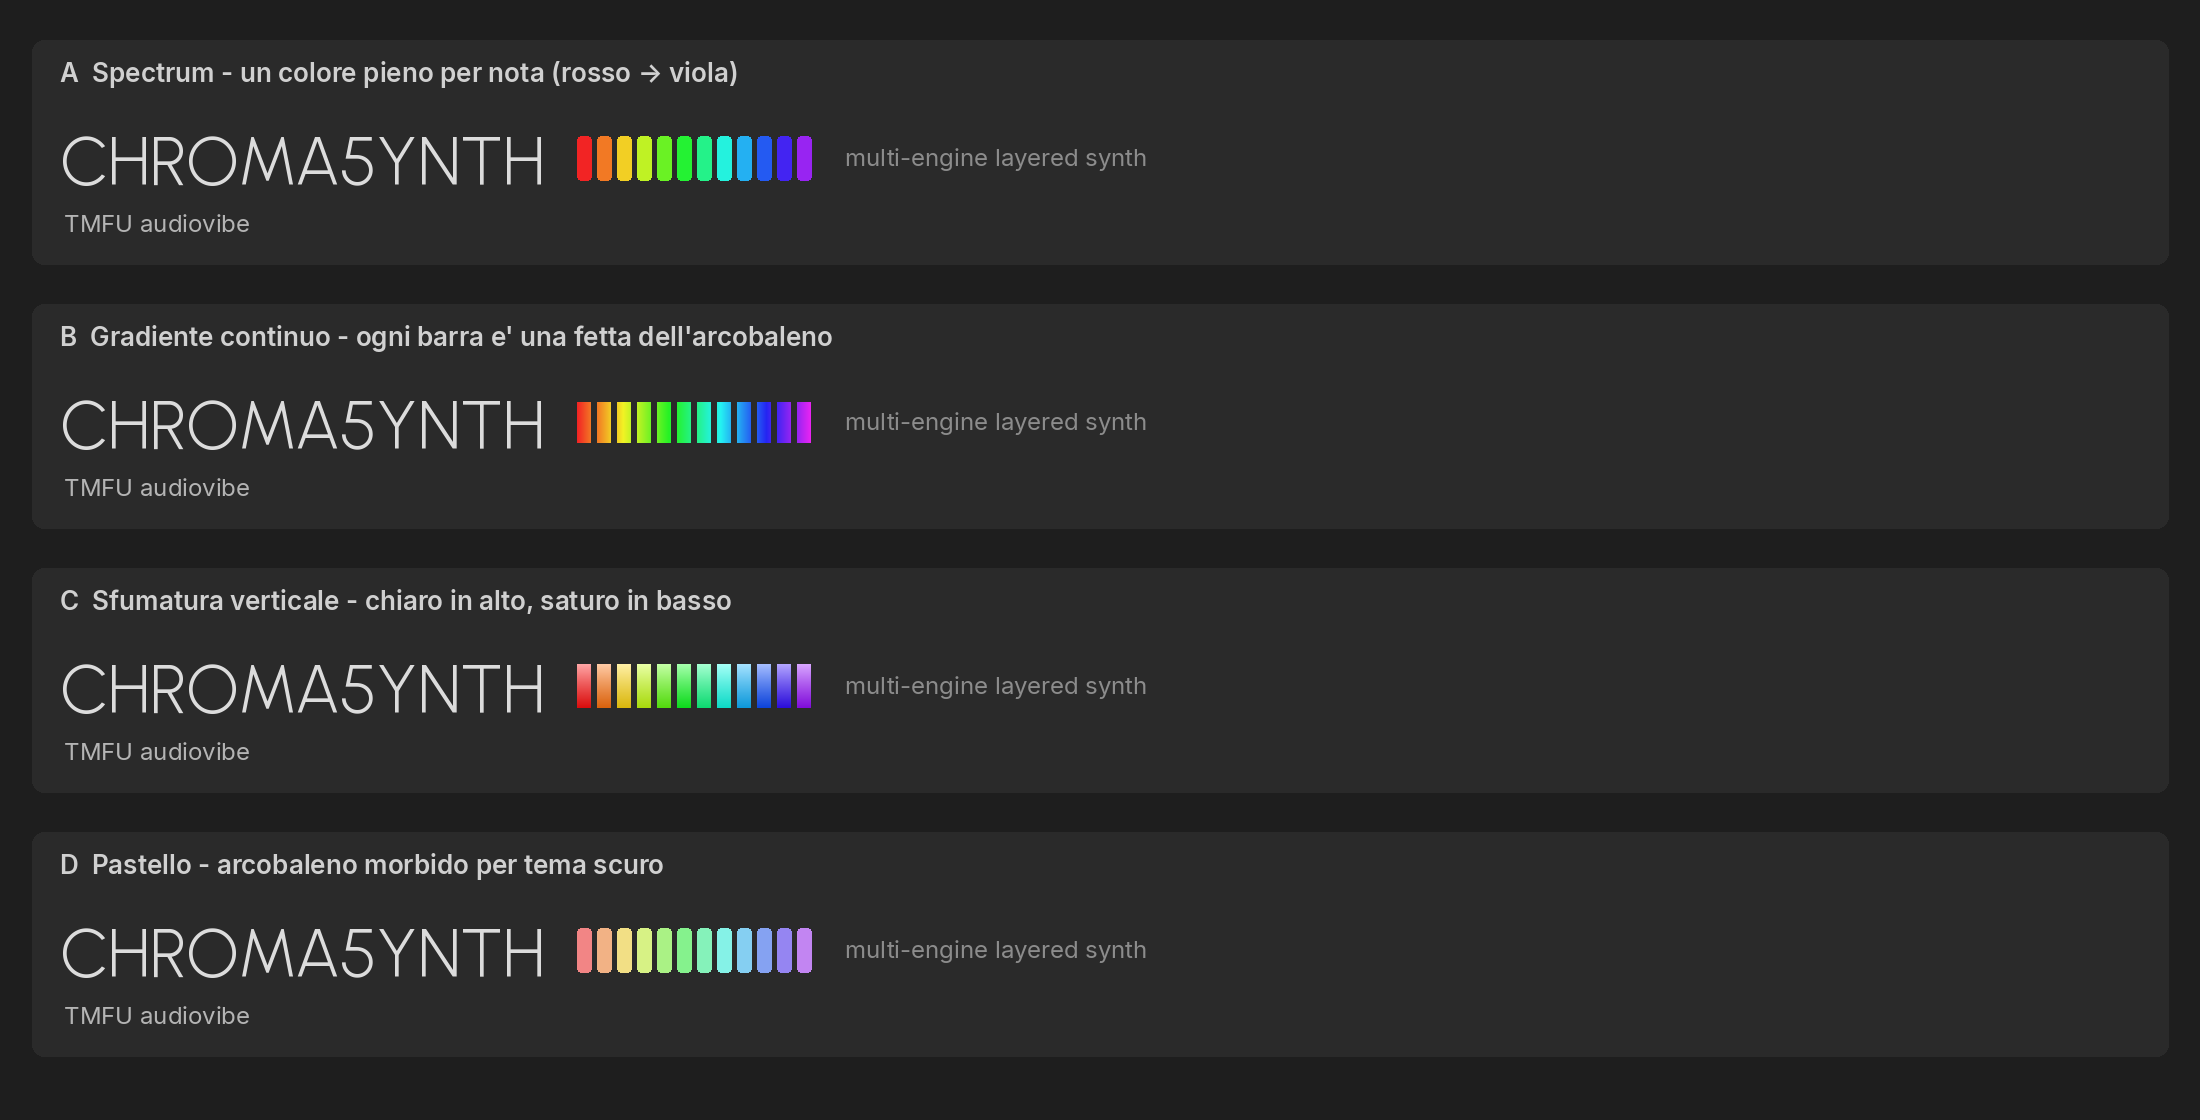 A Spectrum - un colore pieno per nota (rosso → viola)
CHROMA5YNTH multi-engine layered synth
TMFU audiovibe
B Gradiente continuo - ogni barra e' una fetta dell'arcobaleno
CHROMA5YNTH multi-engine layered synth
TMFU audiovibe
C Sfumatura verticale - chiaro in alto, saturo in basso
CHROMA5YNTH multi-engine layered synth
TMFU audiovibe
D Pastello - arcobaleno morbido per tema scuro
CHROMA5YNTH multi-engine layered synth
TMFU audiovibe